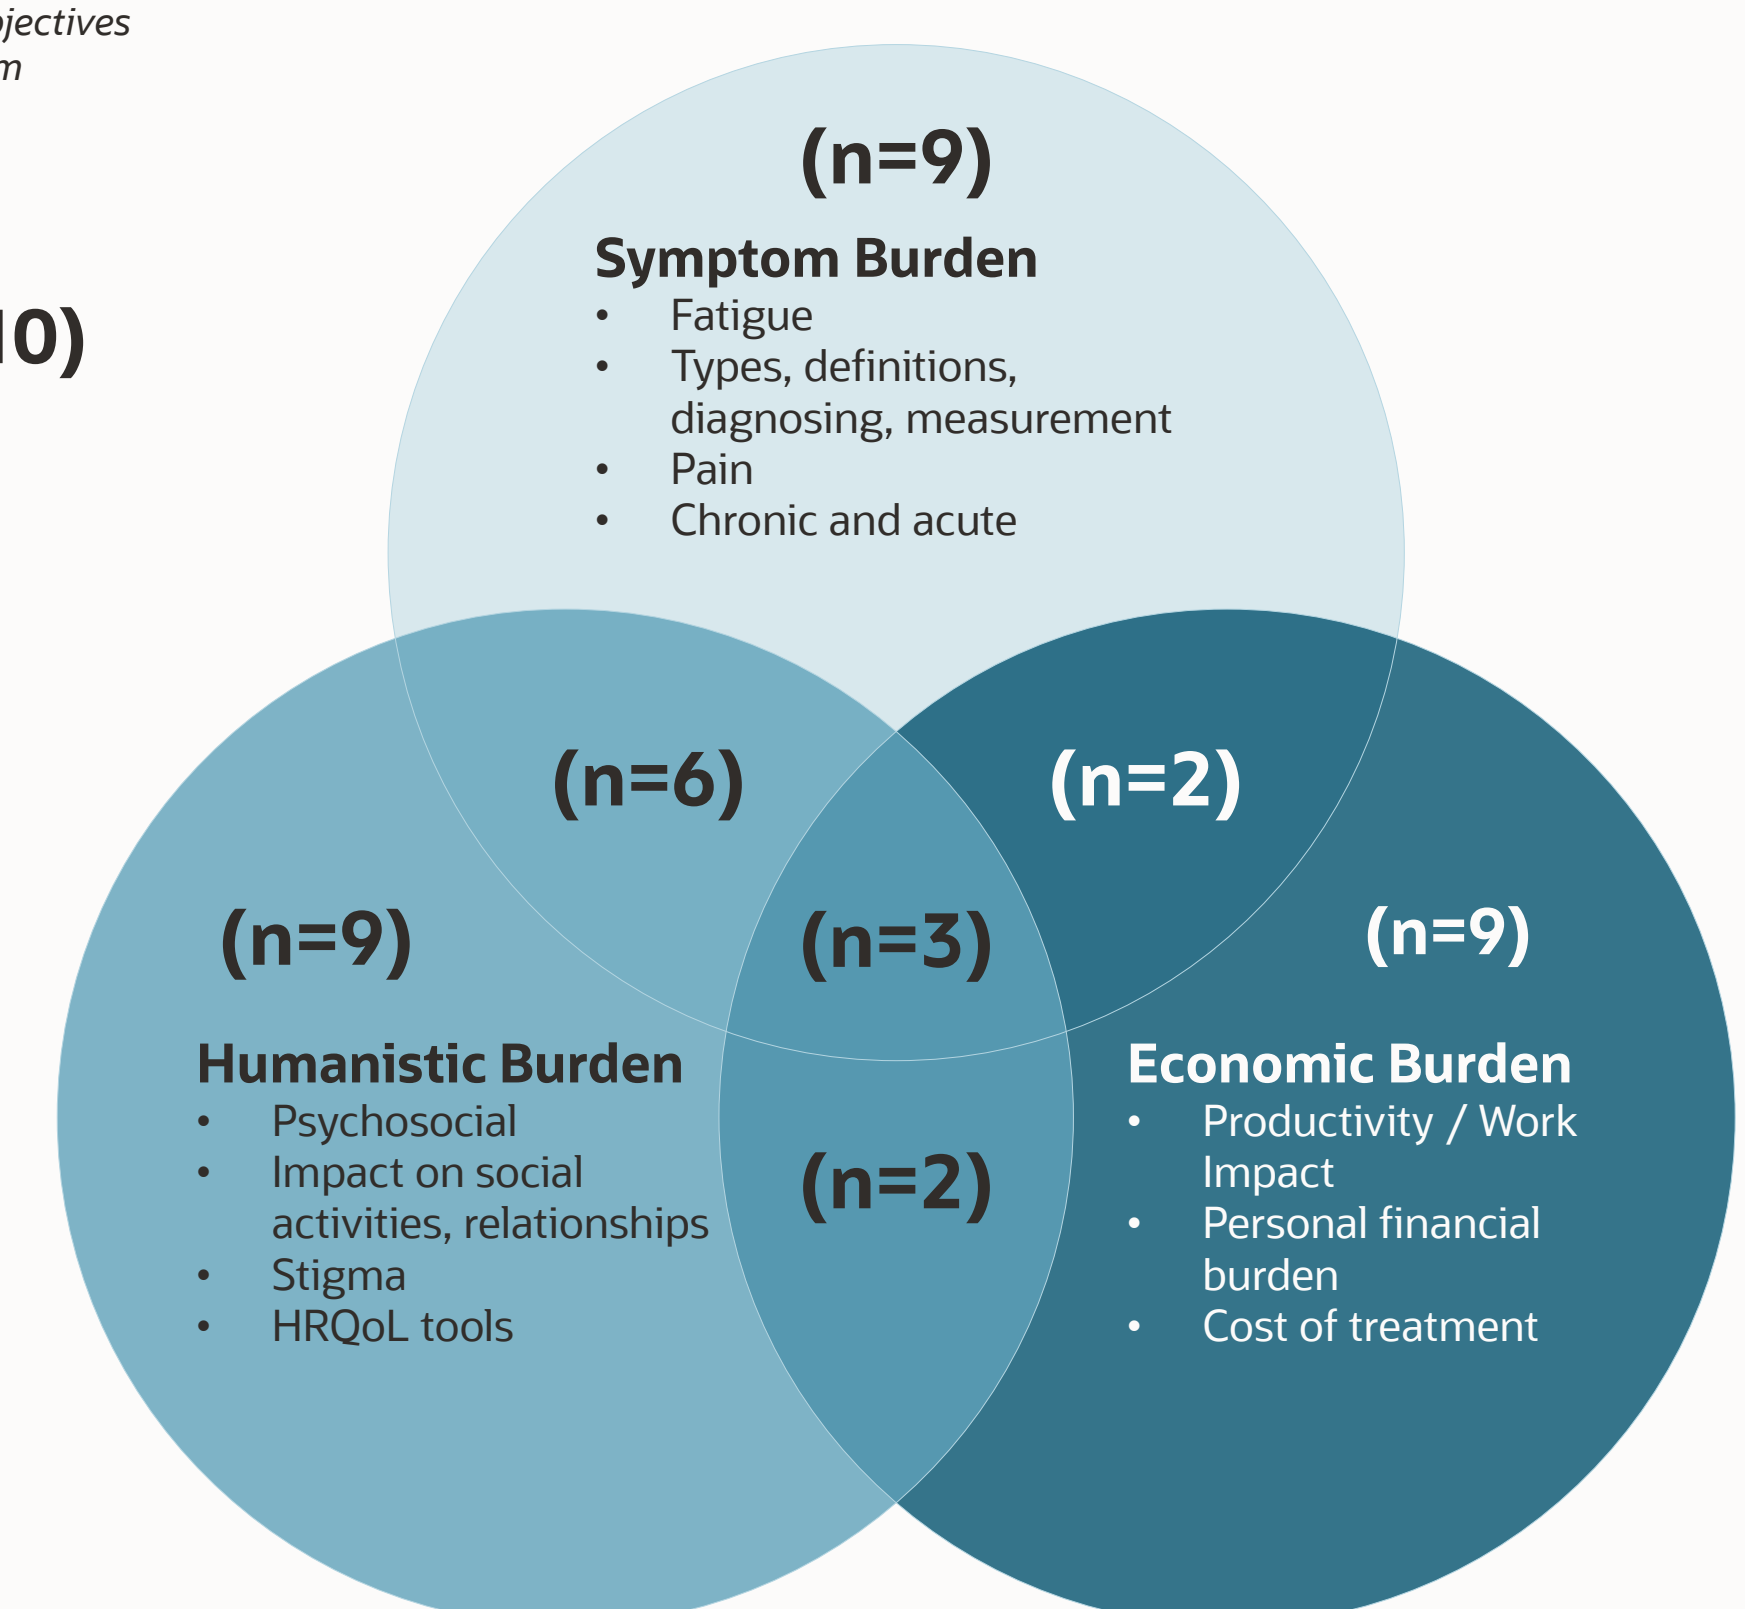 (n=9)
Symptom Burden
• Fatigue
• Types, definitions,
diagnosing, measurement
• Pain
• Chronic and acute
(n=6)
(n=2)
(n=9)
(n=3)
(n=9)
Humanistic Burden
• Psychosocial
• Impact on social
activities, relationships
• Stigma
• HRQoL tools
(n=2)
Economic Burden
• Productivity / Work
Impact
• Personal financial
burden
• Cost of treatment